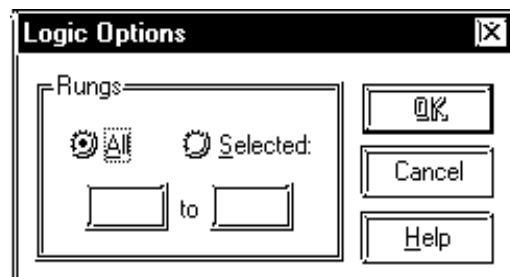 Logic Options
Rungs
All
Selected:
to
OK
Cancel
Help